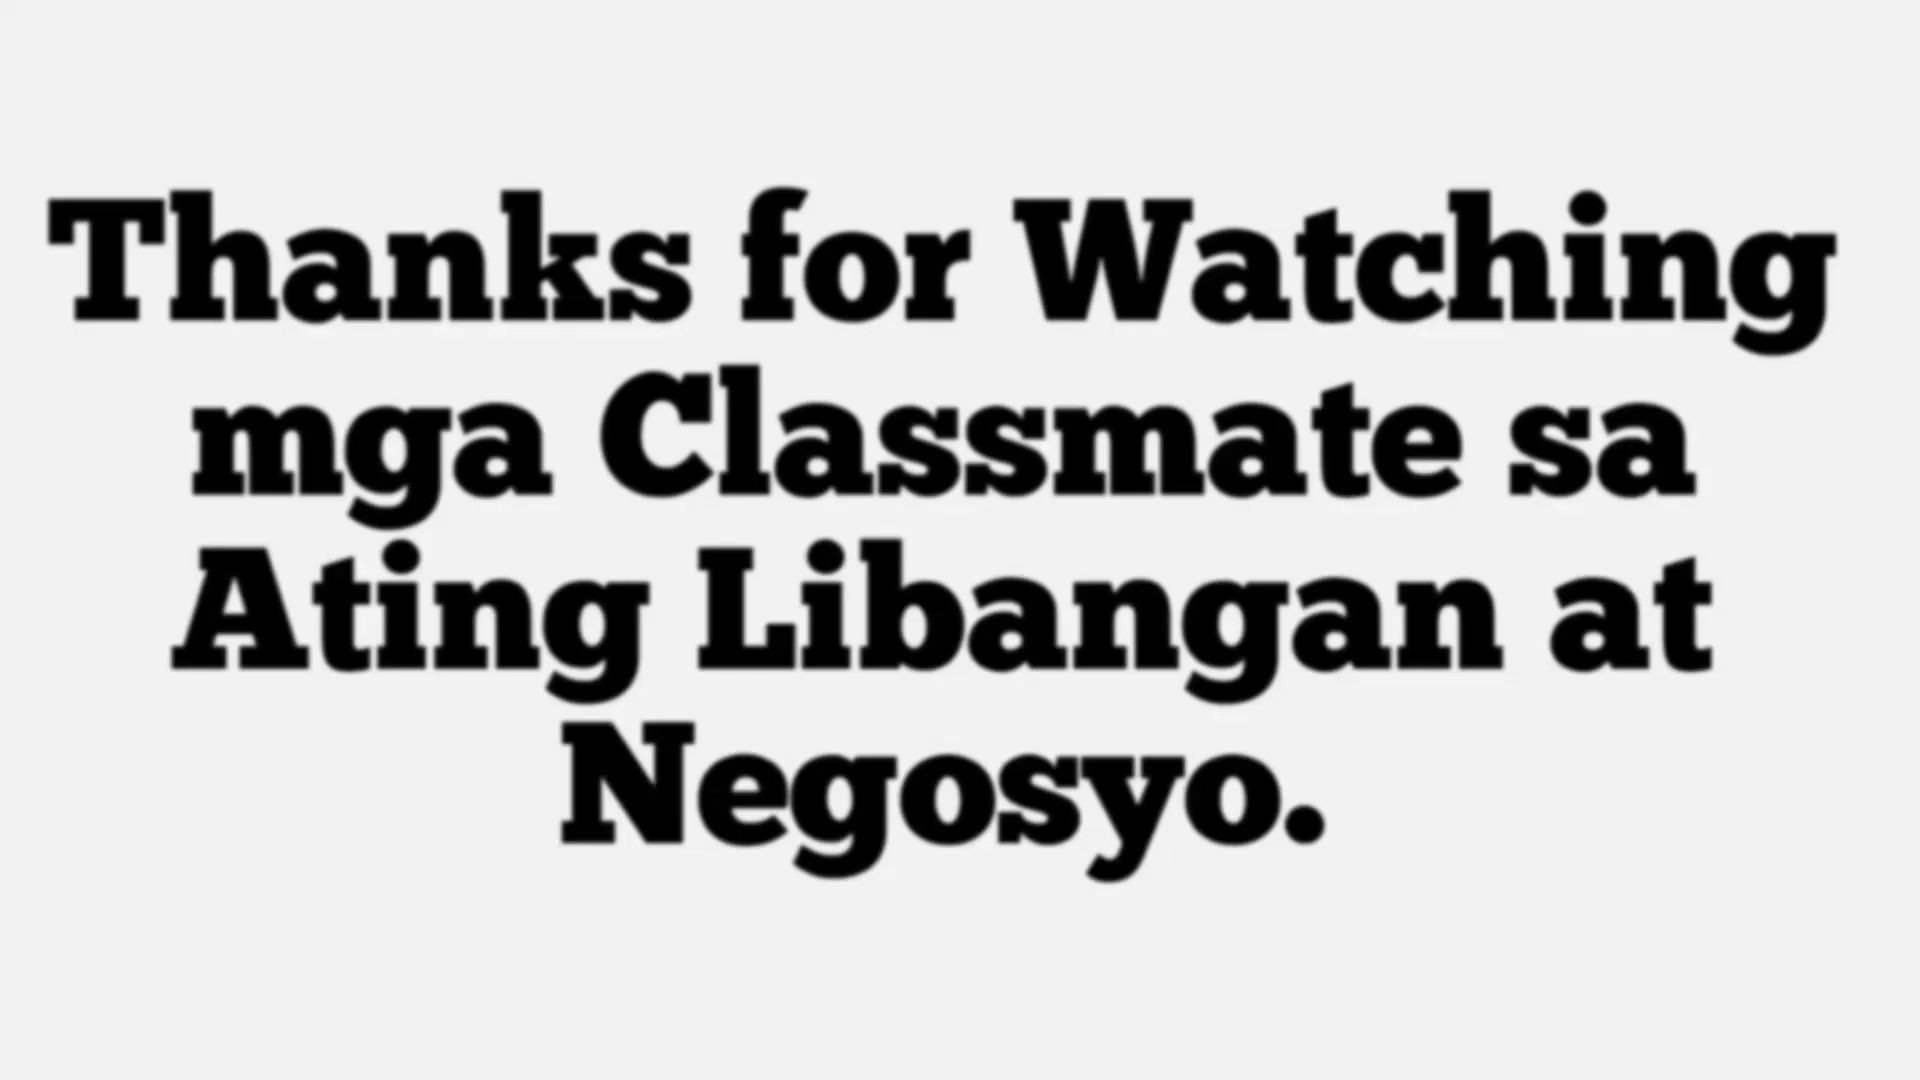 Thanks for Watching
mga Classmate sa
Ating Libangan at
Negosyo.